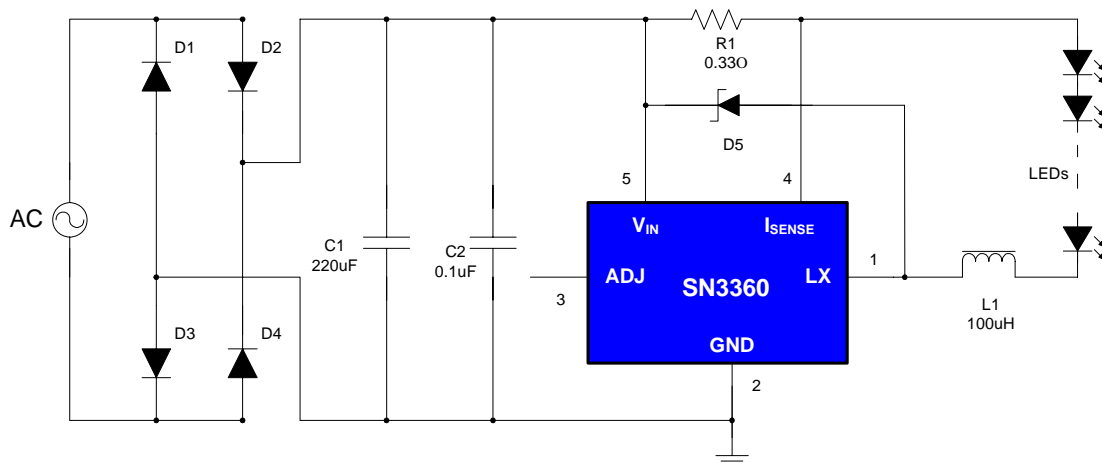 D1
D2
R1
0.33Ω
D5
5
4
LEDs
AC
C1
220uF
C2
0.1uF
VIN
ISENSE
ADJ
SN3360
LX
1
3
L1
100uH
D3
D4
GND
2